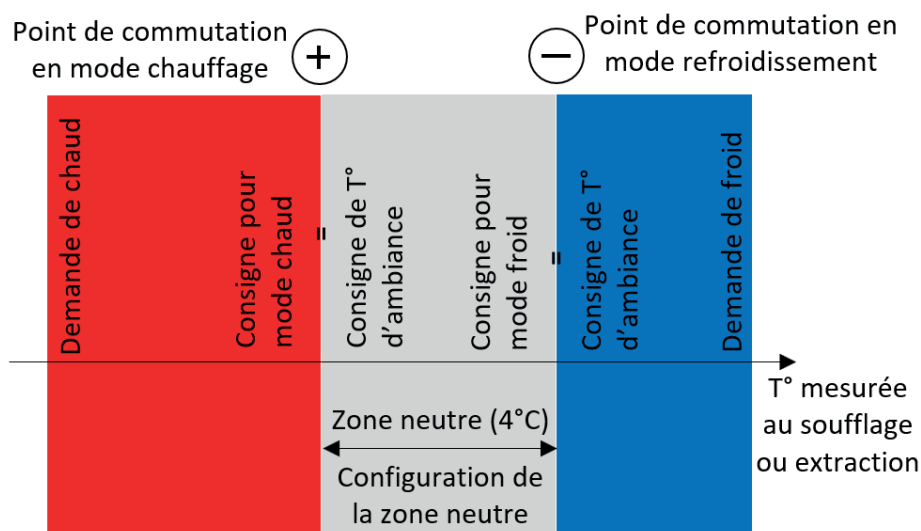 Point de commutation
en mode chauffage
+
−
Point de commutation en
mode refroidissement
Demande de chaud
Consigne pour
mode chaud
=
Consigne de T°
d'ambiance
Consigne pour
mode froid
=
Consigne de T°
d'ambiance
Demande de froid
T° mesurée
au soufflage
ou extraction
Zone neutre (4°C)
Configuration de
la zone neutre